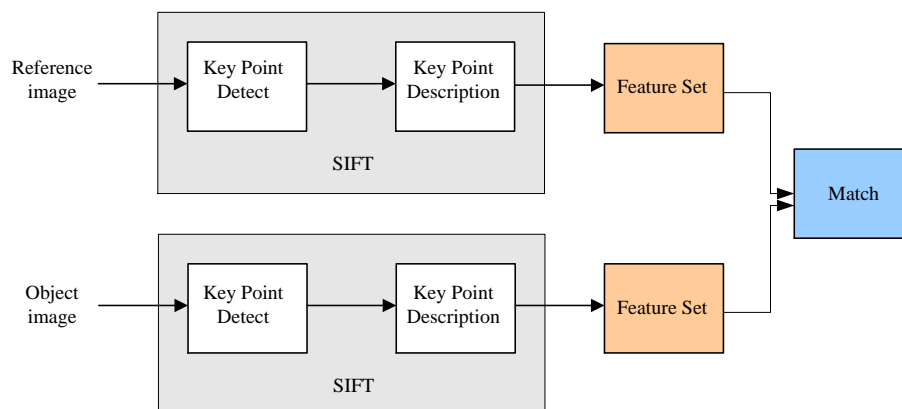 Reference
image
Key Point
Detect
Key Point
Description
SIFT
Feature Set
Match
Object
image
Key Point
Detect
Key Point
Description
SIFT
Feature Set